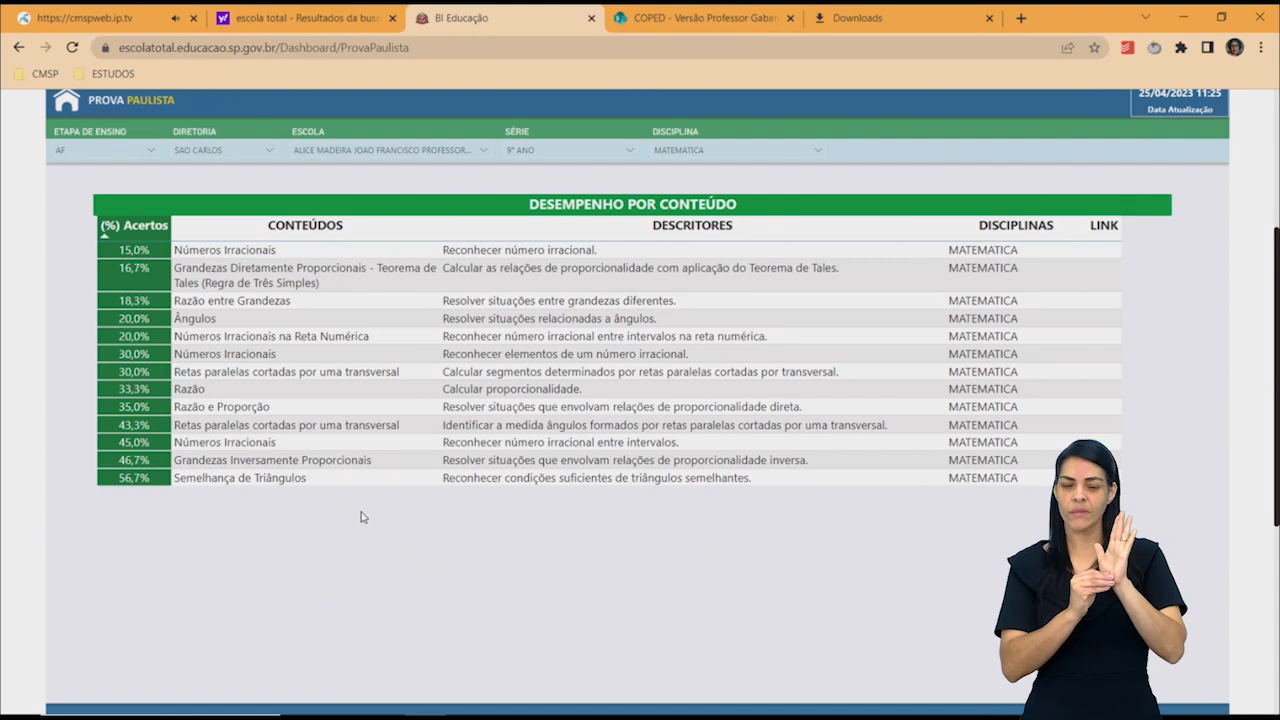 https://cmspweb.ip.tv
escola total - Resultados da busc
BI Educação
COPED - Versão Professor Gabar
Downloads
escolatotal.educacao.sp.gov.br/Dashboard/ProvaPaulista
CMSP
ESTUDOS
PROVA PAULISTA
25/04/2023 11:25
Data Atualização
ETAPA DE ENSINO DIRETORIA ESCOLA SÉRIE DISCIPLINA
AF SAO CARLOS ALICE MADEIRA JOAO FRANCISCO PROFESSOR... 9º ANO MATEMATICA
DESEMPENHO POR CONTEÚDO
(%) Acertos CONTEÚDOS DESCRITORES DISCIPLINAS LINK
15,0% Números Irracionais Reconhecer número irracional. MATEMATICA
16,7% Grandezas Diretamente Proporcionais - Teorema de Calcular as relações de proporcionalidade com aplicação do Teorema de Tales. MATEMATICA
Tales (Regra de Três Simples)
18,3% Razão entre Grandezas Resolver situações entre grandezas diferentes. MATEMATICA
20,0% Ângulos Resolver situações relacionadas a ângulos. MATEMATICA
20,0% Números Irracionais na Reta Numérica Reconhecer número irracional entre intervalos na reta numérica. MATEMATICA
30,0% Números Irracionais Reconhecer elementos de um número irracional. MATEMATICA
30,0% Retas paralelas cortadas por uma transversal Calcular segmentos determinados por retas paralelas cortadas por transversal. MATEMATICA
33,3% Razão Calcular proporcionalidade. MATEMATICA
35,0% Razão e Proporção Resolver situações que envolvam relações de proporcionalidade direta. MATEMATICA
43,3% Retas paralelas cortadas por uma transversal Identificar a medida ângulos formados por retas paralelas cortadas por uma transversal. MATEMATICA
45,0% Números Irracionais Reconhecer número irracional entre intervalos. MATEMATICA
46,7% Grandezas Inversamente Proporcionais Resolver situações que envolvam relações de proporcionalidade inversa. MATEMATICA
56,7% Semelhança de Triângulos Reconhecer condições suficientes de triângulos semelhantes. MATEMATICA